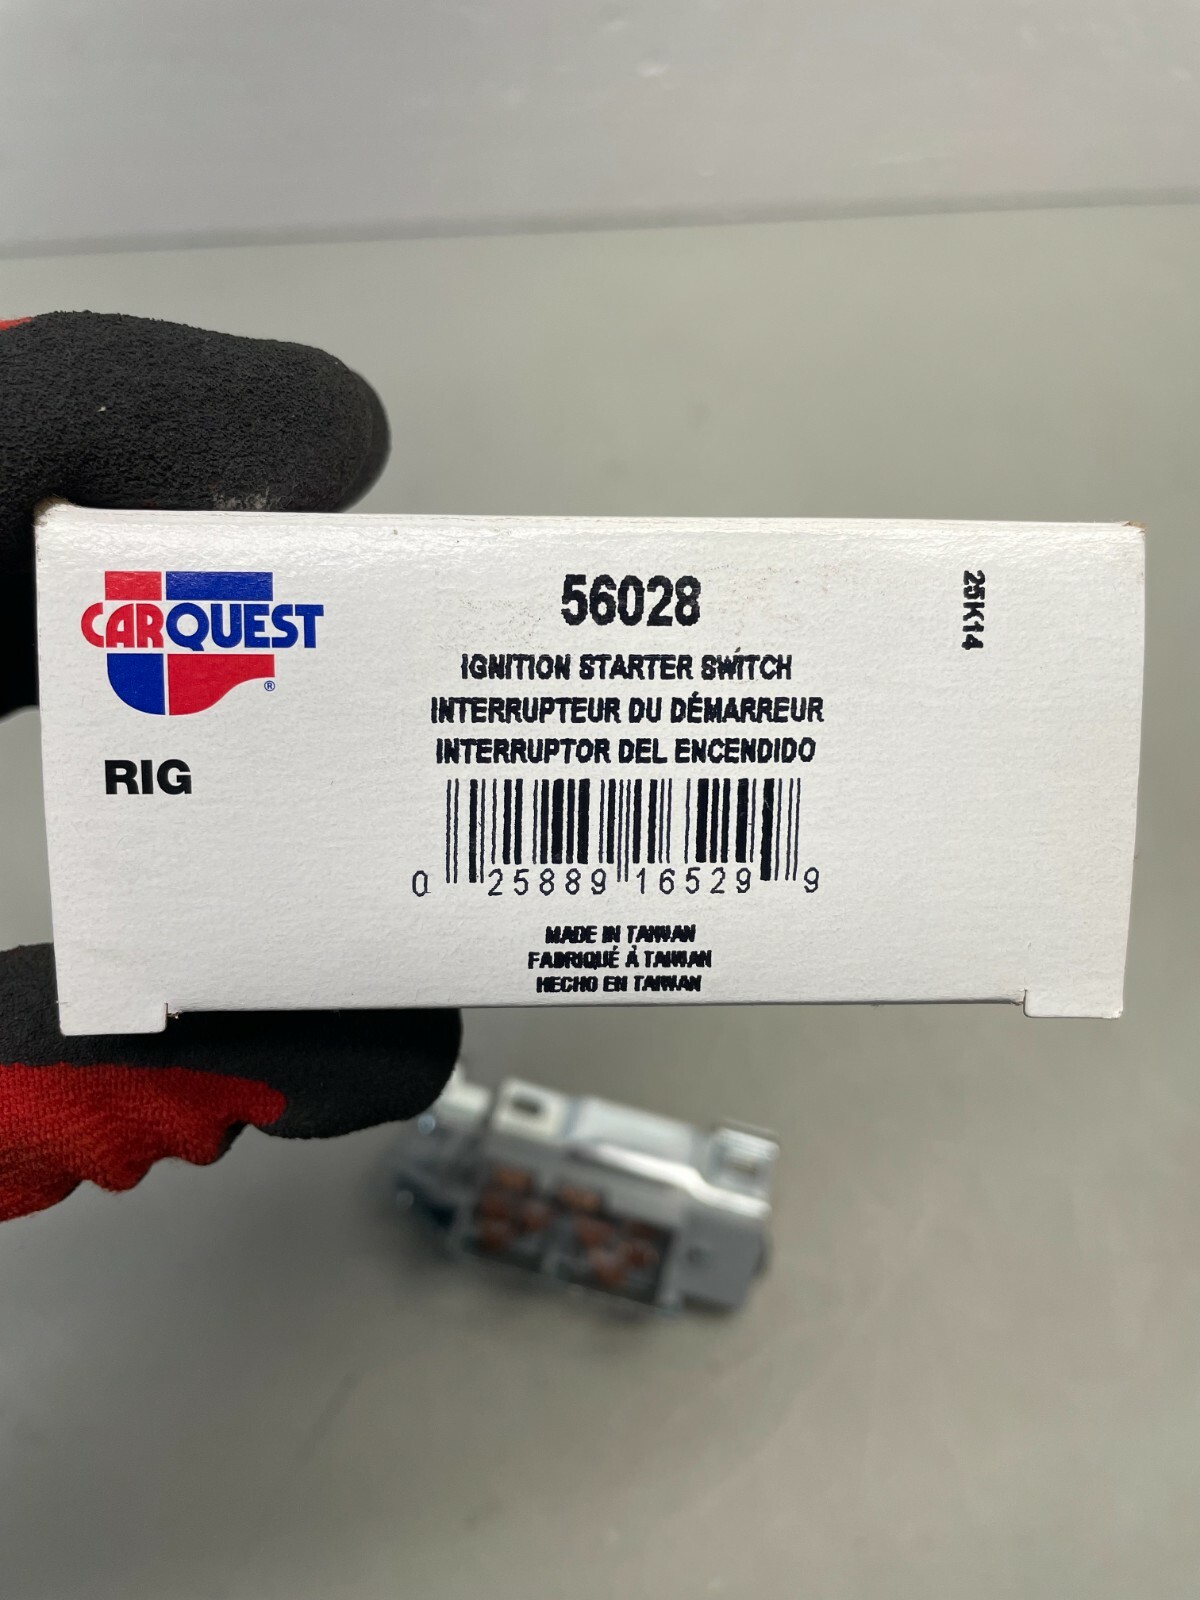 CARQUEST
®
RIG
56028
IGNITION STARTER SWITCH
INTERRUPTEUR DU DÉMARREUR
INTERRUPTOR DEL ENCENDIDO
0 25889 16529 9
MADE IN TAIWAN
FABRIQUÉ À TAIWAN
HECHO EN TAIWAN
25K14